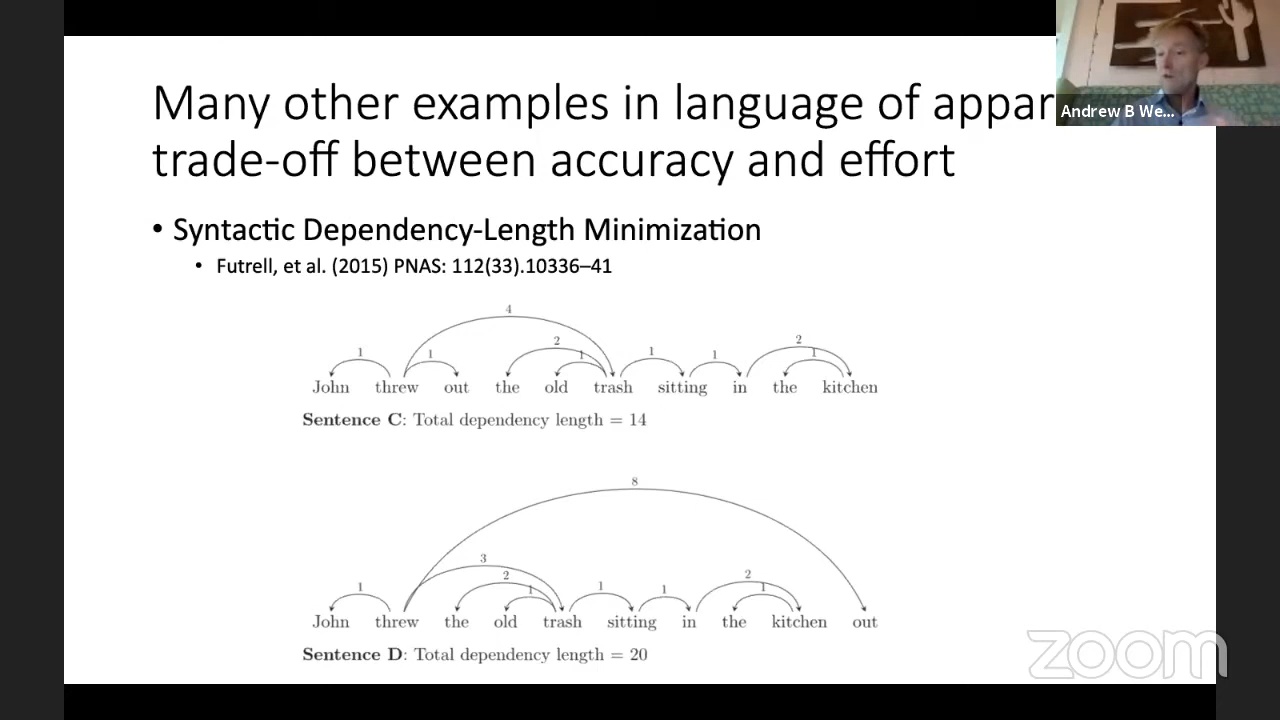 Many other examples in language of appar
trade-off between accuracy and effort
Andrew B We...
• Syntactic Dependency-Length Minimization
• Futrell, et al. (2015) PNAS: 112(33).10336–41
4
1 1 2 1 1 1 2 1
John threw out the old trash sitting in the kitchen
Sentence C: Total dependency length = 14
8
3
1 2 1 1 1 2 1
John threw the old trash sitting in the kitchen out
Sentence D: Total dependency length = 20
zoom